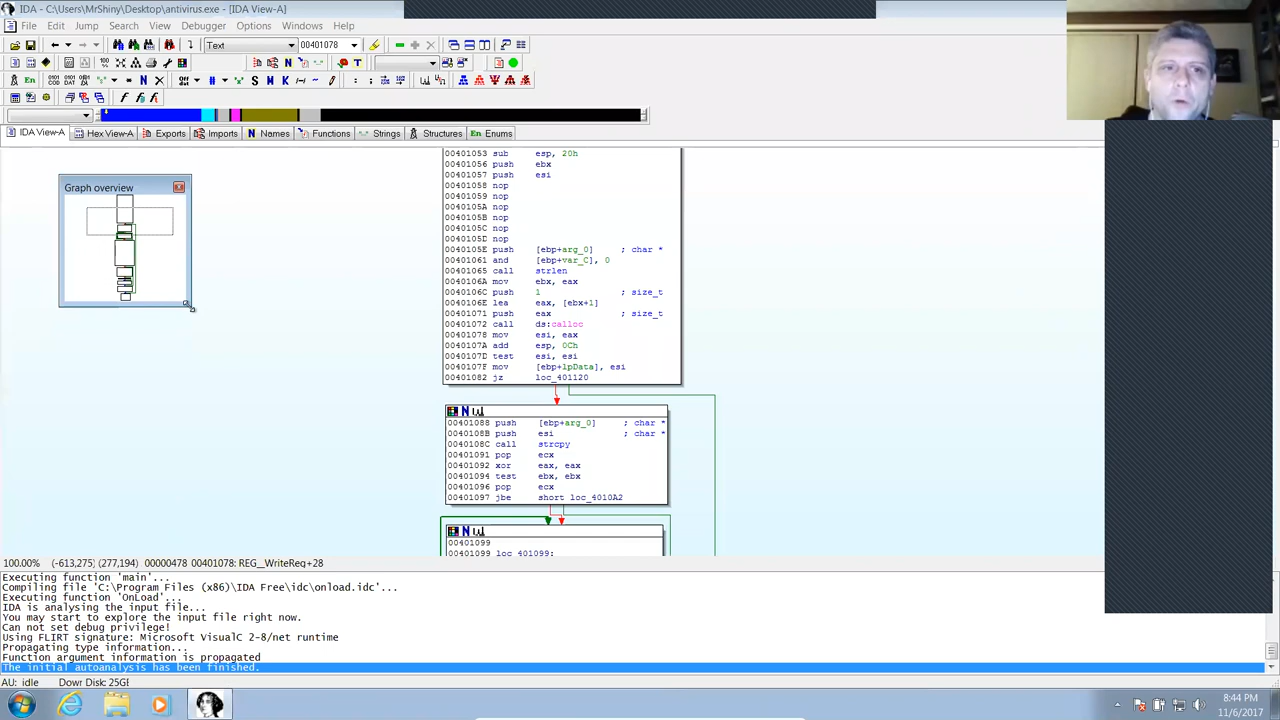 IDA - C:\Users\MrShiny\Desktop\antivirus.exe - [IDA View-A]
File Edit Jump Search View Debugger Options Windows Help
Text 00401078
IDA View-A Hex View-A Exports Imports Names Functions Strings Structures Enums
Graph overview
00401053 sub esp, 20h
00401056 push ebx
00401057 push esi
00401058 nop
00401059 nop
0040105A nop
0040105B nop
0040105C nop
0040105D nop
0040105E push [ebp+arg_0] ; char *
00401061 and [ebp+var_C], 0
00401065 call strlen
0040106A mov ebx, eax
0040106C push 1 ; size_t
0040106E lea eax, [ebx+1]
00401071 push eax ; size_t
00401072 call ds:calloc
00401078 mov esi, eax
0040107A add esp, 0Ch
0040107D test esi, esi
0040107F mov [ebp+lpData], esi
00401082 jz loc_401120
00401088 push [ebp+arg_0] ; char *
0040108B push esi ; char *
0040108C call strcpy
00401091 pop ecx
00401092 xor eax, eax
00401094 test ebx, ebx
00401096 pop ecx
00401097 jbe short loc_4010A2
00401099
00401099 loc_401099:
100.00% (-613,275) (277,194) 00000478 00401078: REG__WriteReg+28
Executing function 'main'...
Compiling file 'C:\Program Files (x86)\IDA Free\idc\onload.idc'...
Executing function 'OnLoad'...
IDA is analysing the input file...
You may start to explore the input file right now.
Can not set debug privilege!
Using FLIRT signature: Microsoft VisualC 2-8/net runtime
Propagating type information...
Function argument information is propagated
The initial autoanalysis has been finished.
AU: idle Down Disk: 25GB
8:44 PM
11/6/2017